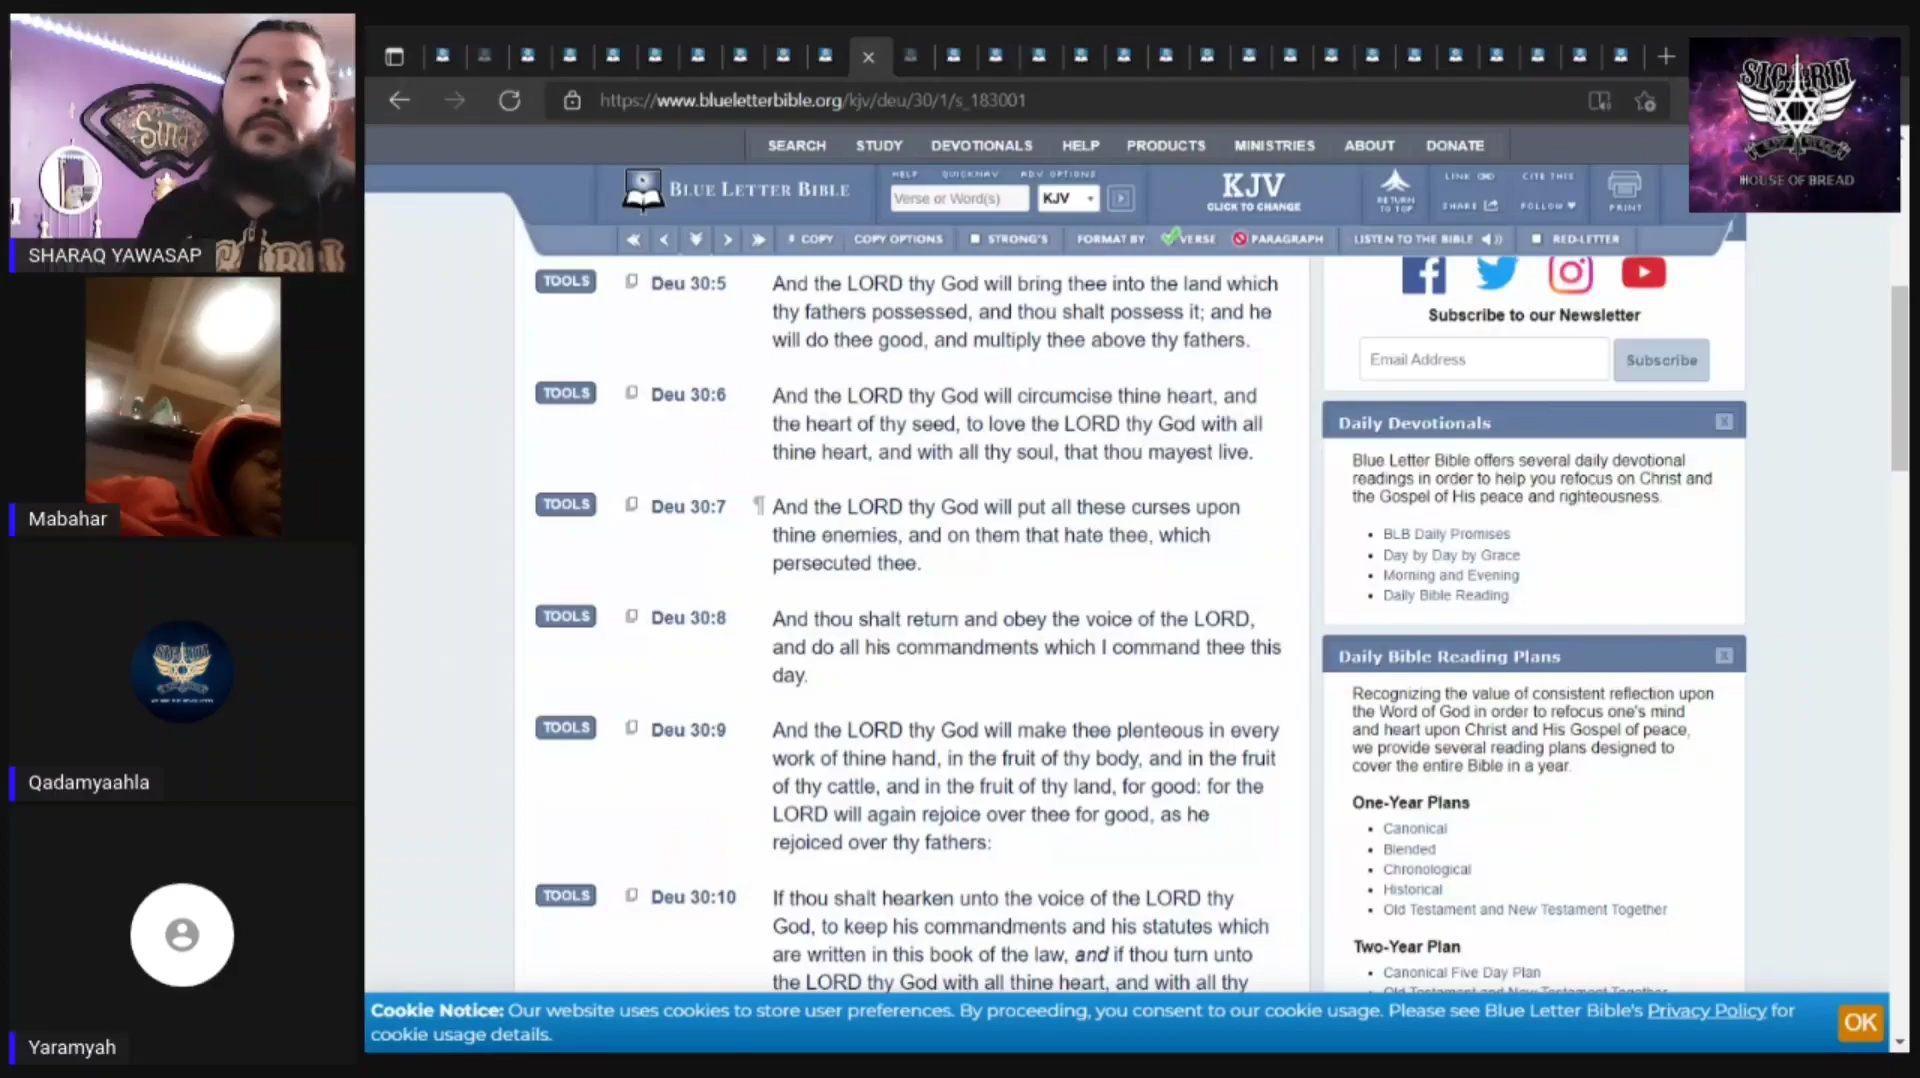 https://www.blueletterbible.org/kjv/deu/30/1/s_183001
SICARII
HOUSE OF BREAD
SEARCH STUDY DEVOTIONALS HELP PRODUCTS MINISTRIES ABOUT DONATE
HELP QUICKNAV ADV OPTIONS
BLUE LETTER BIBLE
Verse or Word(s)
KJV
KJV
CLICK TO CHANGE
RETURN
TO TOP
LINK
CITE THIS
SHARE
FOLLOW
PRINT
COPY COPY OPTIONS STRONG'S FORMAT BY VERSE PARAGRAPH LISTEN TO THE BIBLE RED-LETTER
SHARAQ YAWASAP
Mabahar
Qadamyaahla
Yaramyah
TOOLS Deu 30:5 And the LORD thy God will bring thee into the land which
thy fathers possessed, and thou shalt possess it; and he
will do thee good, and multiply thee above thy fathers.
TOOLS Deu 30:6 And the LORD thy God will circumcise thine heart, and
the heart of thy seed, to love the LORD thy God with all
thine heart, and with all thy soul, that thou mayest live.
TOOLS Deu 30:7 ¶ And the LORD thy God will put all these curses upon
thine enemies, and on them that hate thee, which
persecuted thee.
TOOLS Deu 30:8 And thou shalt return and obey the voice of the LORD,
and do all his commandments which I command thee this
day.
TOOLS Deu 30:9 And the LORD thy God will make thee plenteous in every
work of thine hand, in the fruit of thy body, and in the fruit
of thy cattle, and in the fruit of thy land, for good: for the
LORD will again rejoice over thee for good, as he
rejoiced over thy fathers:
TOOLS Deu 30:10 If thou shalt hearken unto the voice of the LORD thy
God, to keep his commandments and his statutes which
are written in this book of the law, and if thou turn unto
the LORD thy God with all thine heart, and with all thy
Subscribe to our Newsletter
Email Address
Subscribe
Daily Devotionals
Blue Letter Bible offers several daily devotional
readings in order to help you refocus on Christ and
the Gospel of His peace and righteousness.
BLB Daily Promises
Day by Day by Grace
Morning and Evening
Daily Bible Reading
Daily Bible Reading Plans
Recognizing the value of consistent reflection upon
the Word of God in order to refocus one's mind
and heart upon Christ and His Gospel of peace,
we provide several reading plans designed to
cover the entire Bible in a year.
One-Year Plans
Canonical
Blended
Chronological
Historical
Old Testament and New Testament Together
Two-Year Plan
Canonical Five Day Plan
Cookie Notice: Our website uses cookies to store user preferences. By proceeding, you consent to our cookie usage. Please see Blue Letter Bible's Privacy Policy for
cookie usage details.
OK